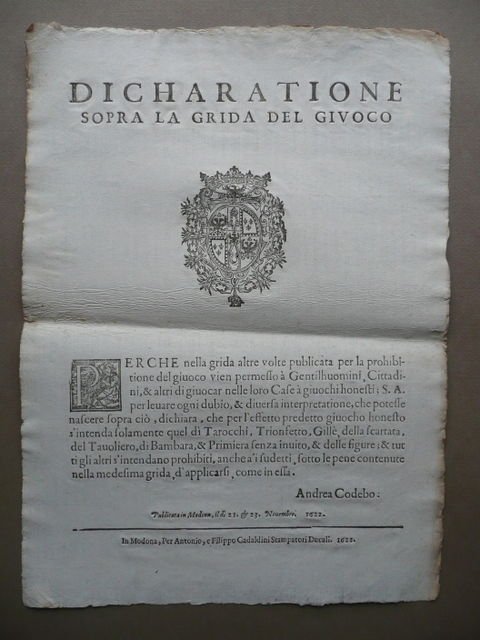 DICHARATIONE
SOPRA LA GRIDA DEL GIVOCO
PERCHE nella grida altre volte publicata per la prohibi-
tione del giuoco vien permesso à Gentilhuomini, Cittadi-
ni, & altri di giuocar nelle loro Case à giuochi honesti; S. A.
per leuare ogni dubio, & diuersa interpretatione, che potesse
nascere sopra ciò, dichiara, che per l'effetto predetto giuocho honesto
s'intenda solamente quel di Tarocchi, Trionfetto, Gille, della scartata,
del Tauoliero, di Bambara, & Primiera senza inuito, & delle figure; & tut
ti gli altri s'intendano prohibiti, anche a i sudetti, sotto le pene contenute
nella medesima grida, d'applicarsi, come in essa.
Andrea Codebo:
Publicata in Modona, il dì 21. & 23. Nouembre. 1622.
In Modona, Per Antonio, e Filippo Gadaldini Stampatori Ducali. 1622.